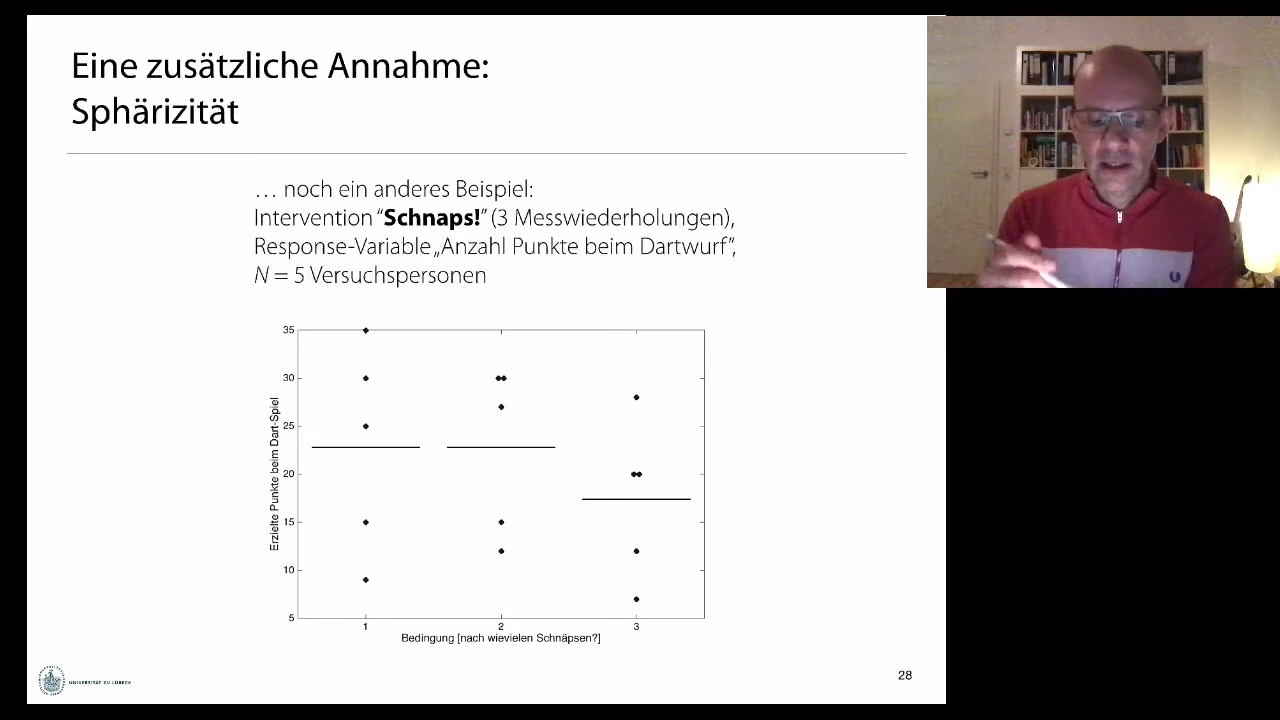 Eine zusätzliche Annahme:
Sphärizität
… noch ein anderes Beispiel:
Intervention “Schnaps!” (3 Messwiederholungen),
Response-Variable „Anzahl Punkte beim Dartwurf”,
N = 5 Versuchspersonen
Erzielte Punkte beim Dart-Spiel
35
30
25
20
15
10
5
1 2 3
Bedingung [nach wievielen Schnäpsen?]
UNIVERSITÄT ZU LÜBECK
28